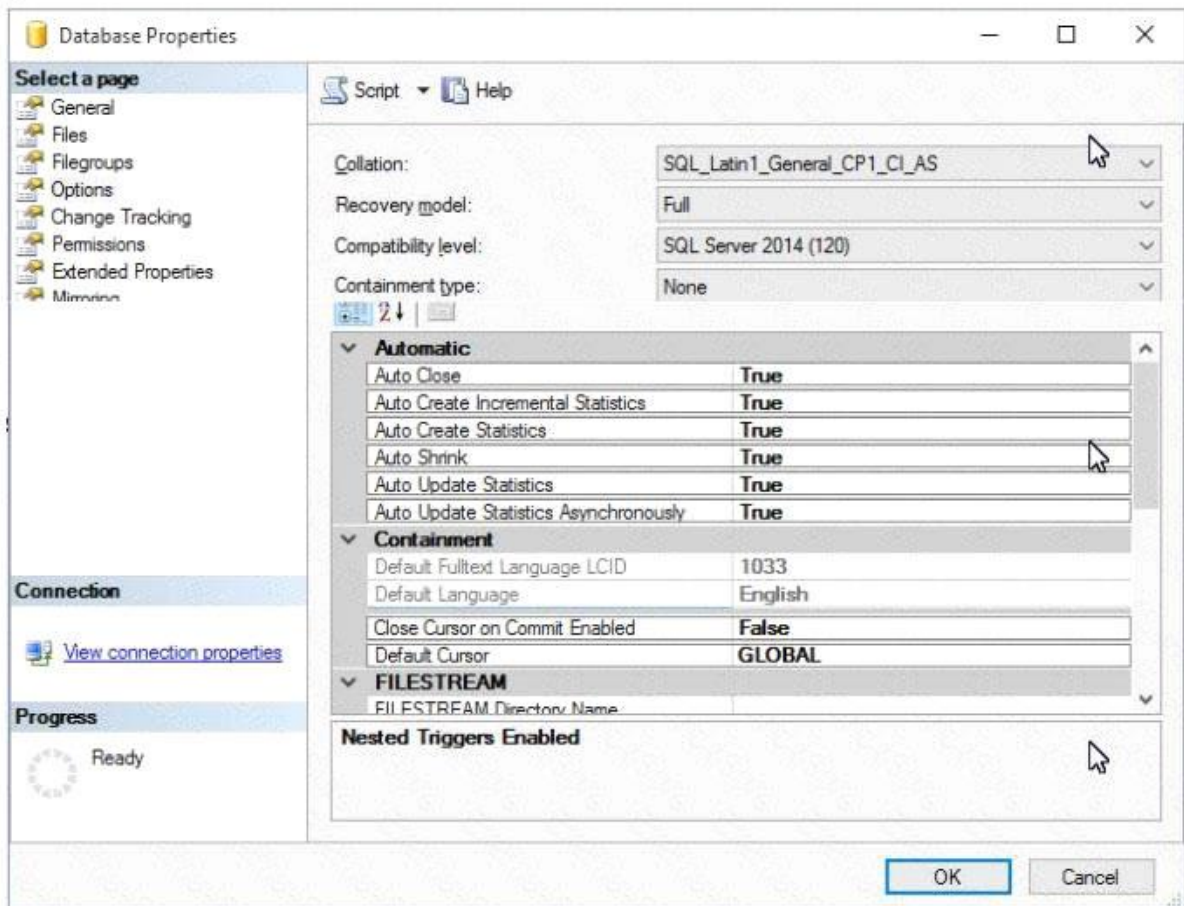 Database Properties
Select a page
General
Files
Filegroups
Options
Change Tracking
Permissions
Extended Properties
Mirroring
Connection
View connection properties
Progress
Ready
Script Help
Collation: SQL_Latin1_General_CP1_CI_AS
Recovery model: Full
Compatibility level: SQL Server 2014 (120)
Containment type: None
Automatic
Auto Close True
Auto Create Incremental Statistics True
Auto Create Statistics True
Auto Shrink True
Auto Update Statistics True
Auto Update Statistics Asynchronously True
Containment
Default Fulltext Language LCID 1033
Default Language English
Close Cursor on Commit Enabled False
Default Cursor GLOBAL
FILESTREAM
FILESTREAM Directory Name
Nested Triggers Enabled
OK Cancel